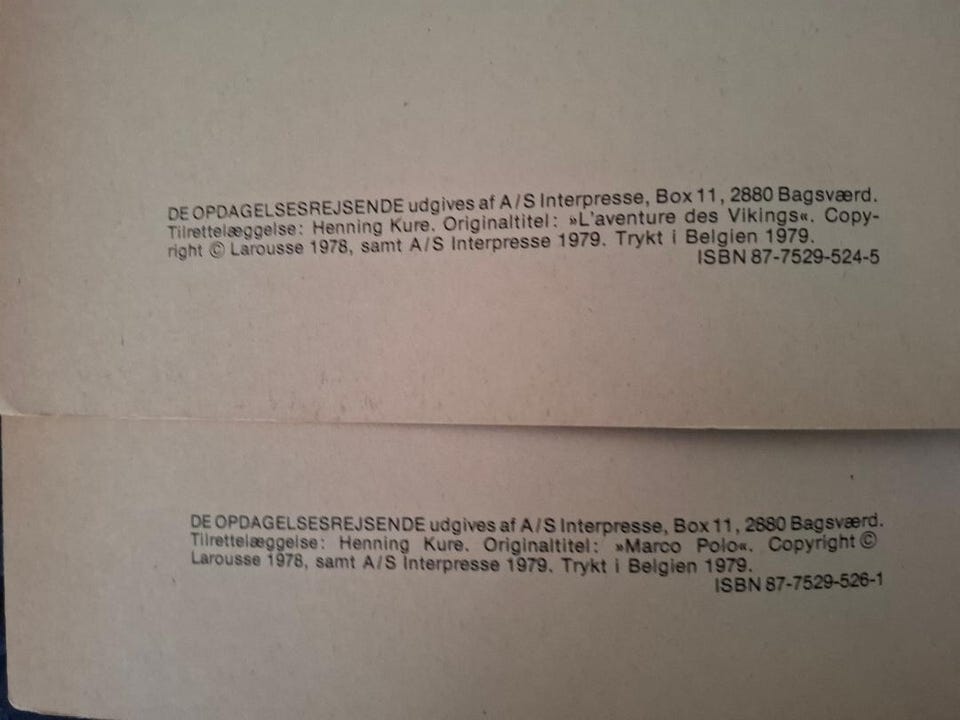 DE OPDAGELSESREJSENDE udgives af A/S Interpresse, Box 11, 2880 Bagsværd.
Tilrettelæggelse: Henning Kure. Originaltitel: »L'aventure des Vikings«. Copy-
right © Larousse 1978, samt A/S Interpresse 1979. Trykt i Belgien 1979.
ISBN 87-7529-524-5
DE OPDAGELSESREJSENDE udgives af A/S Interpresse, Box 11, 2880 Bagsværd.
Tilrettelæggelse: Henning Kure. Originaltitel: »Marco Polo«. Copyright ©
Larousse 1978, samt A/S Interpresse 1979. Trykt i Belgien 1979.
ISBN 87-7529-526-1